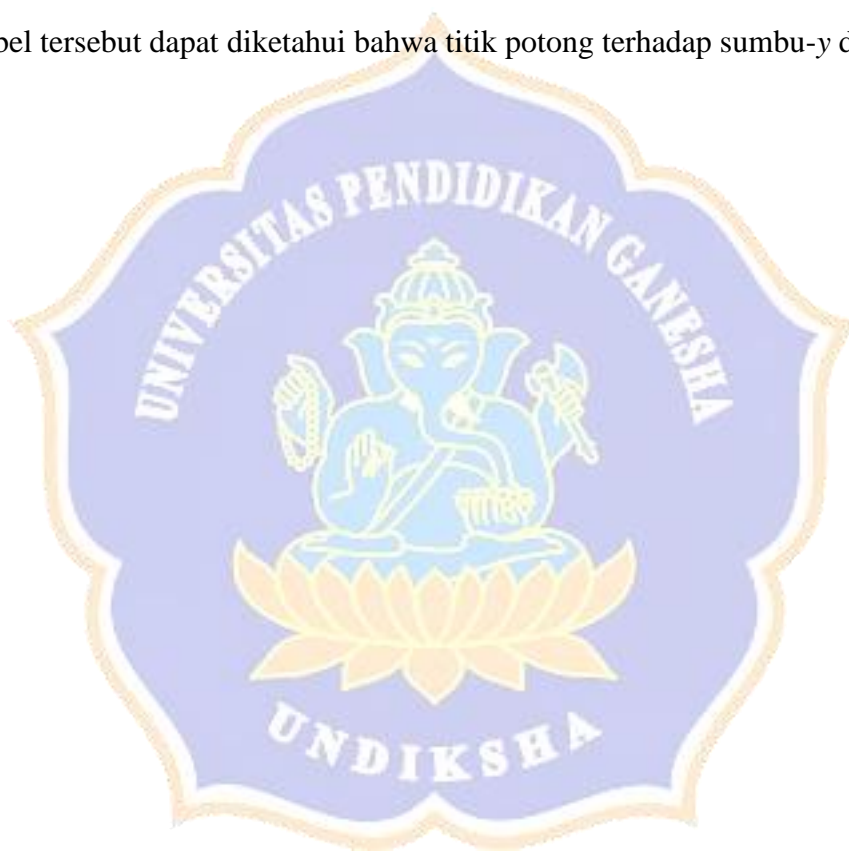 bel tersebut dapat diketahui bahwa titik potong terhadap sumbu-y d
UNIVERSITAS PENDIDIKAN GANESHA
UNDIKSHA